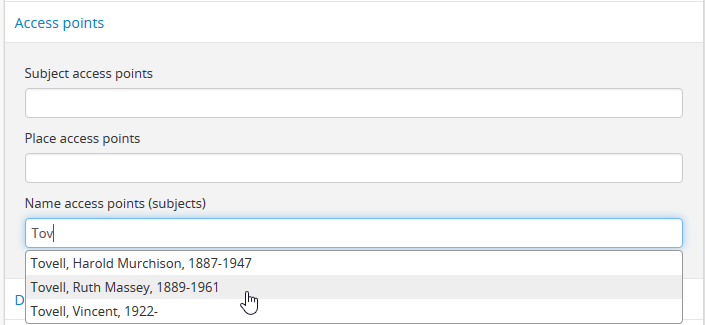 Access points
Subject access points
Place access points
Name access points (subjects)
Tov
Tovell, Harold Murchison, 1887-1947
Tovell, Ruth Massey, 1889-1961
D
Tovell, Vincent, 1922-